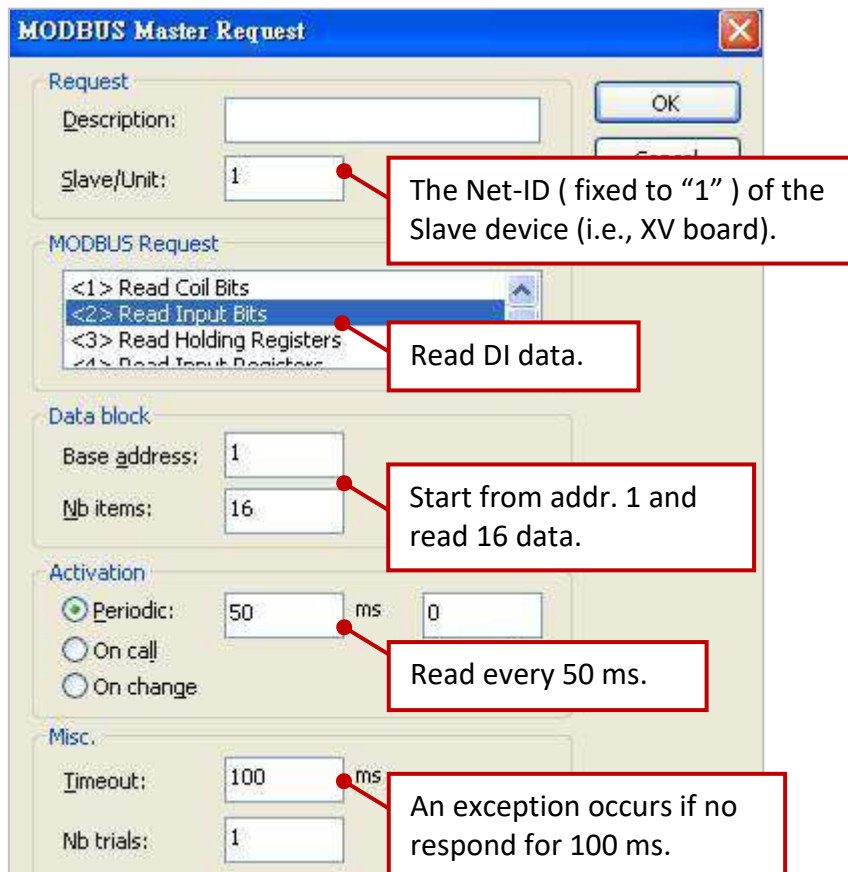 MODBUS Master Request
Request
Description:
OK
Slave/Unit:
1
The Net-ID ( fixed to “1” ) of the
Slave device (i.e., XV board).
MODBUS Request
<1> Read Coil Bits
<2> Read Input Bits
<3> Read Holding Registers
<4> Read Input Registers
Read DI data.
Data block
Base address:
1
Nb items:
16
Start from addr. 1 and
read 16 data.
Activation
Periodic:
50
ms
0
On call
On change
Read every 50 ms.
Misc.
Timeout:
100
ms
An exception occurs if no
respond for 100 ms.
Nb trials:
1